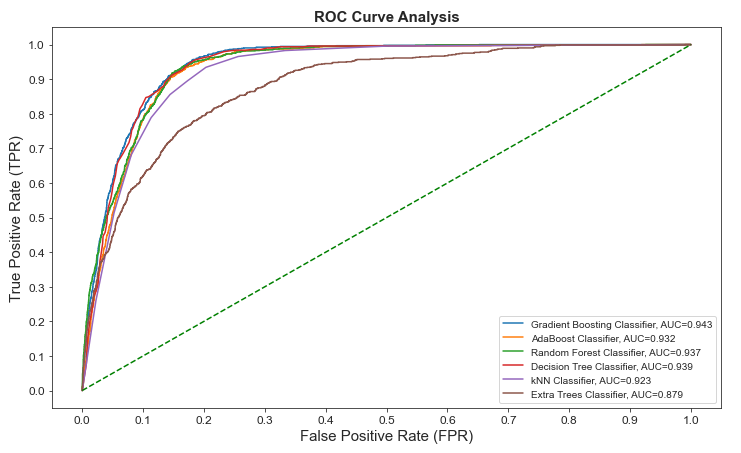 ROC Curve Analysis
1.0
0.9
0.8
0.7
0.6
0.5
0.4
0.3
0.2
0.1
0.0
True Positive Rate (TPR)
Gradient Boosting Classifier, AUC=0.943
AdaBoost Classifier, AUC=0.932
Random Forest Classifier, AUC=0.937
Decision Tree Classifier, AUC=0.939
kNN Classifier, AUC=0.923
Extra Trees Classifier, AUC=0.879
0.0 0.1 0.2 0.3 0.4 0.5 0.6 0.7 0.8 0.9 1.0
False Positive Rate (FPR)